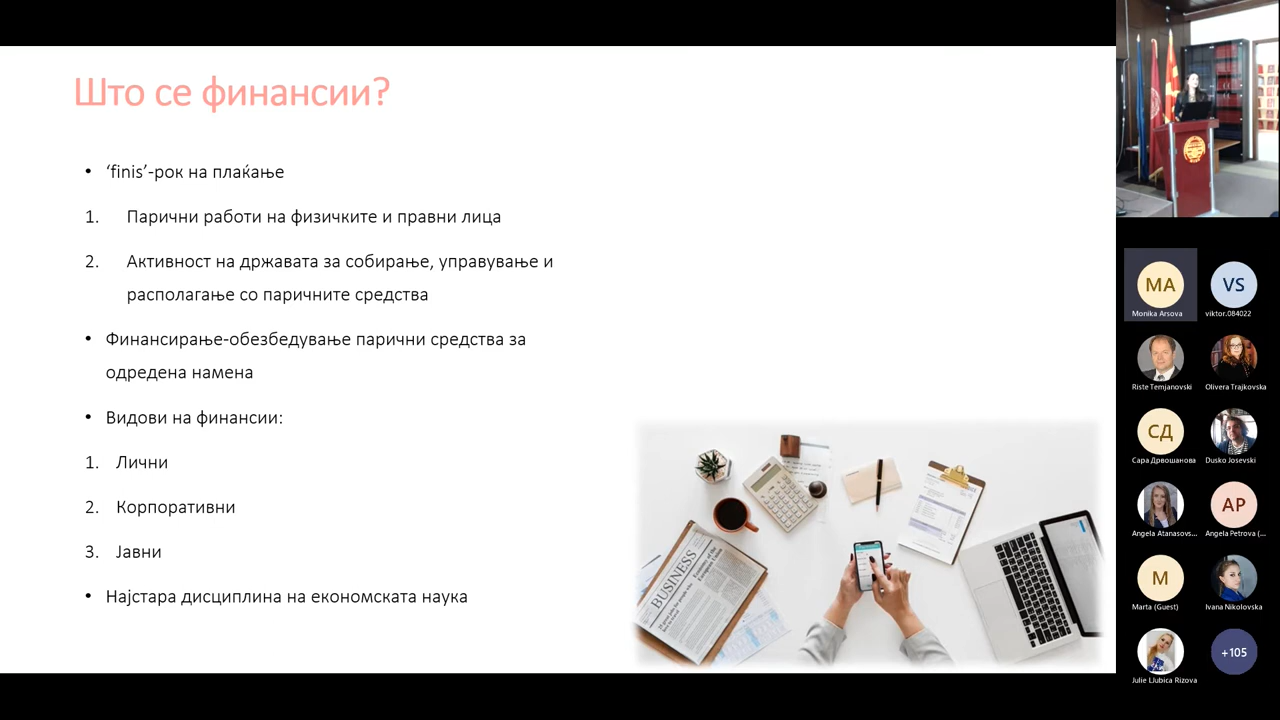 Што се финансии?
• ‘finis’-рок на плаќање
1. Парични работи на физичките и правни лица
2. Активност на државата за собирање, управување и
располагање со паричните средства
• Финансирање-обезбедување парични средства за
одредена намена
• Видови на финансии:
1. Лични
2. Корпоративни
3. Јавни
• Најстара дисциплина на економската наука
BUSINESS
MA
Monika Arsova
VS
viktor.084022
Riste Temjanovski
Olivera Trajkovska
СД
Сара Дрвошанова
Dusko Josevski
Angela Atanasovs...
AP
Angela Petrova (...
M
Marta (Guest)
Ivana Nikolovska
Julie LJubica Rizova
+105